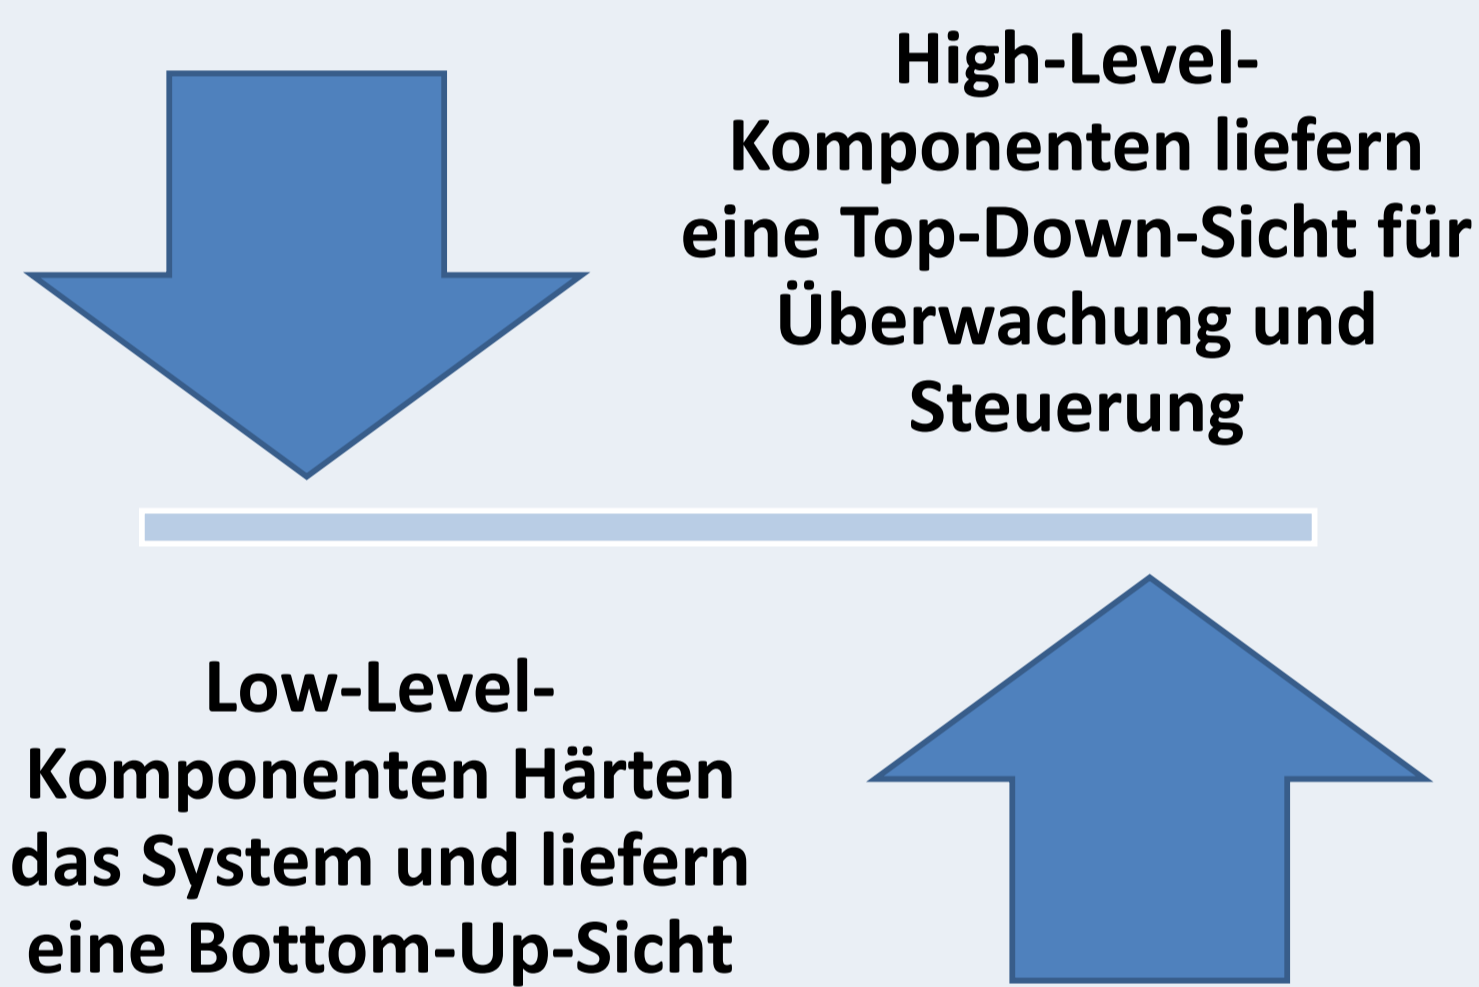 High-Level-
Komponenten liefern
eine Top-Down-Sicht für
Überwachung und
Steuerung
Low-Level-
Komponenten Härten
das System und liefern
eine Bottom-Up-Sicht